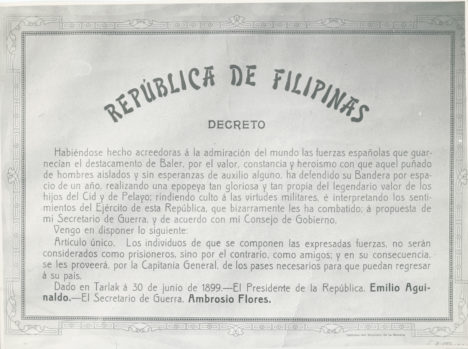 REPÚBLICA DE FILIPINAS
DECRETO
Habiéndose hecho acreedoras á la admiración del mundo las fuerzas españolas que guar-
necían el destacamento de Baler, por el valor, constancia y heroismo con que aquel puñado
de hombres aislados y sin esperanzas de auxilio alguno, ha defendido su Bandera por espa-
cio de un año, realizando una epopeya tan gloriosa y tan propia del legendario valor de los
hijos del Cid y de Pelayo; rindiendo culto á las virtudes militares, é interpretando los senti-
mientos del Ejército de esta República, que bizarramente les ha combatido; á propuesta de
mi Secretario de Guerra, y de acuerdo con mi Consejo de Gobierno.
Vengo en disponer lo siguiente:
Artículo único. Los individuos de que se componen las expresadas fuerzas, no serán
considerados como prisioneros, sino por el contrario, como amigos; y en su consecuencia,
se les proveerá, por la Capitanía General, de los pases necesarios para que puedan regresar
á su país.
Dado en Tarlak á 30 de junio de 1899.—El Presidente de la República. Emilio Agui-
naldo.—El Secretario de Guerra. Ambrosio Flores.